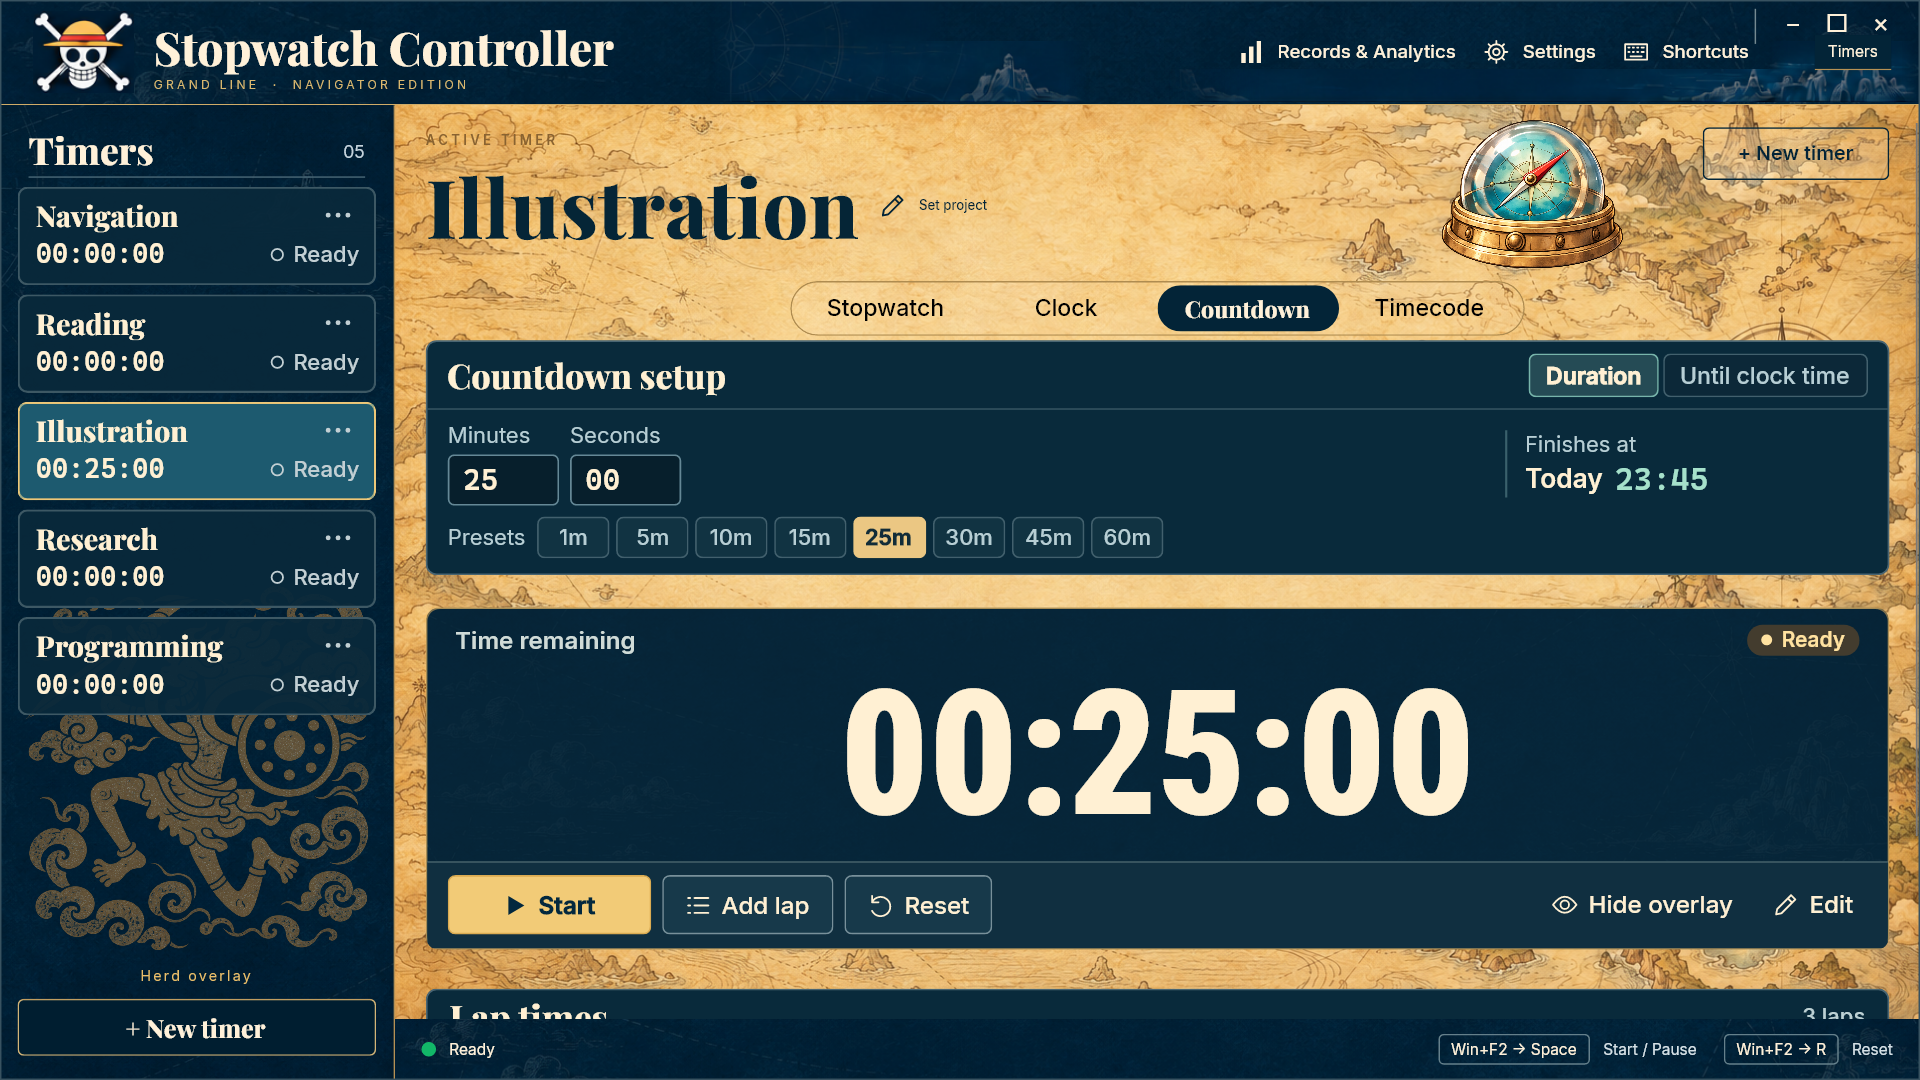 Stopwatch Controller
GRAND LINE · NAVIGATOR EDITION
Records & Analytics
Settings
Shortcuts
Timers
Timers
05
Navigation
00:00:00
Ready
Reading
00:00:00
Ready
Illustration
00:25:00
Ready
Research
00:00:00
Ready
Programming
00:00:00
Ready
Herd overlay
+ New timer
ACTIVE TIMER
Illustration
Set project
+ New timer
Stopwatch
Clock
Countdown
Timecode
Countdown setup
Duration
Until clock time
Minutes
Seconds
25
00
Finishes at
Today 23:45
Presets
1m
5m
10m
15m
25m
30m
45m
60m
Time remaining
Ready
00:25:00
Start
Add lap
Reset
Hide overlay
Edit
Lap times
3 laps
Ready
Win+F2 → Space
Start / Pause
Win+F2 → R
Reset